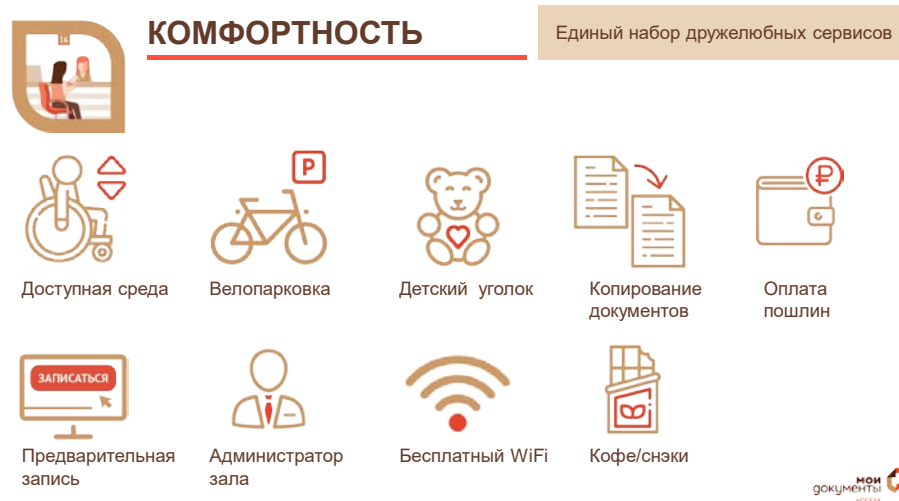 КОМФОРТНОСТЬ
Единый набор дружелюбных сервисов
16
P
₽
Доступная среда
Велопарковка
Детский уголок
Копирование
документов
Оплата
пошлин
ЗАПИСАТЬСЯ
Предварительная
запись
Администратор
зала
Бесплатный WiFi
Кофе/снэки
мои
документы